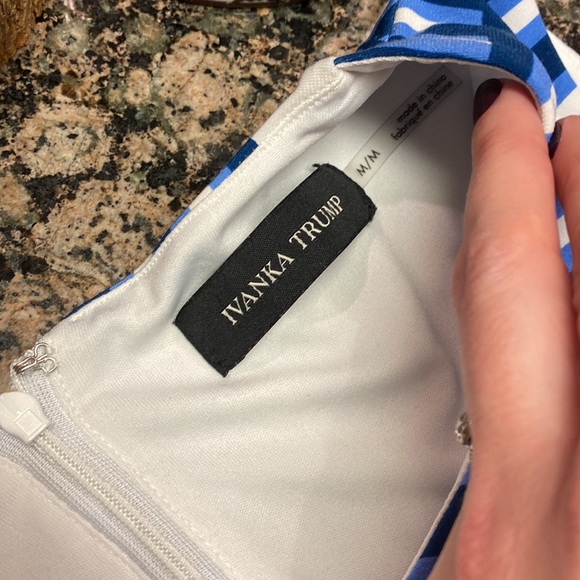 IVANKA TRUMP
M/M
made in china
fabriqué en chine